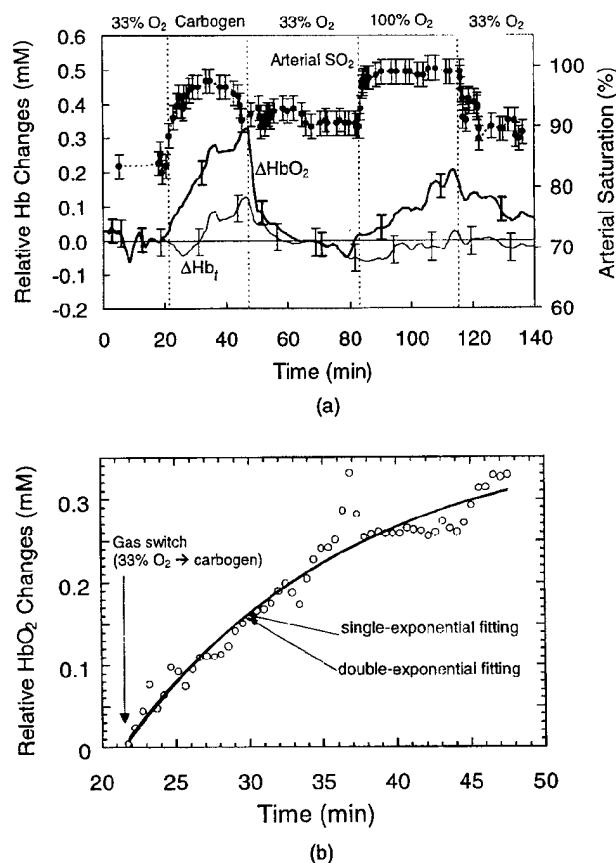 33% O₂ Carbogen 33% O₂ 100% O₂ 33% O₂
(a)
Relative Hb Changes (mM)
0.6
0.5
0.4
0.3
0.2
0.1
0.0
-0.1
-0.2
Arterial SO₂
ΔHbO₂
ΔHbₜ
100
90
80
70
60
Arterial Saturation (%)
0 20 40 60 80 100 120 140
Time (min)
(b)
Relative HbO₂ Changes (mM)
0.3
0.2
0.1
0
Gas switch
(33% O₂ → carbogen)
single-exponential fitting
double-exponential fitting
20 25 30 35 40 45 50
Time (min)